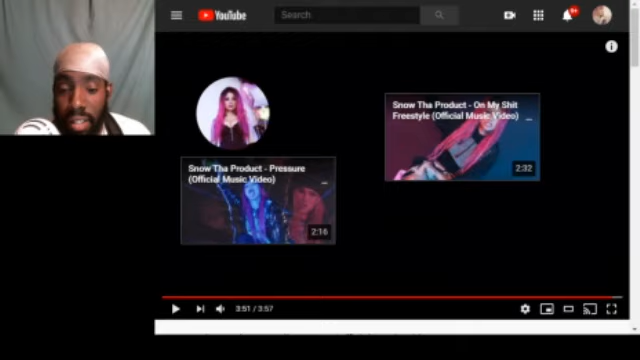 YouTube
Search
9+
Snow Tha Product - On My Shit
Freestyle (Official Music Video) ...
2:32
Snow Tha Product - Pressure
(Official Music Video) ...
2:16
3:51 / 3:57